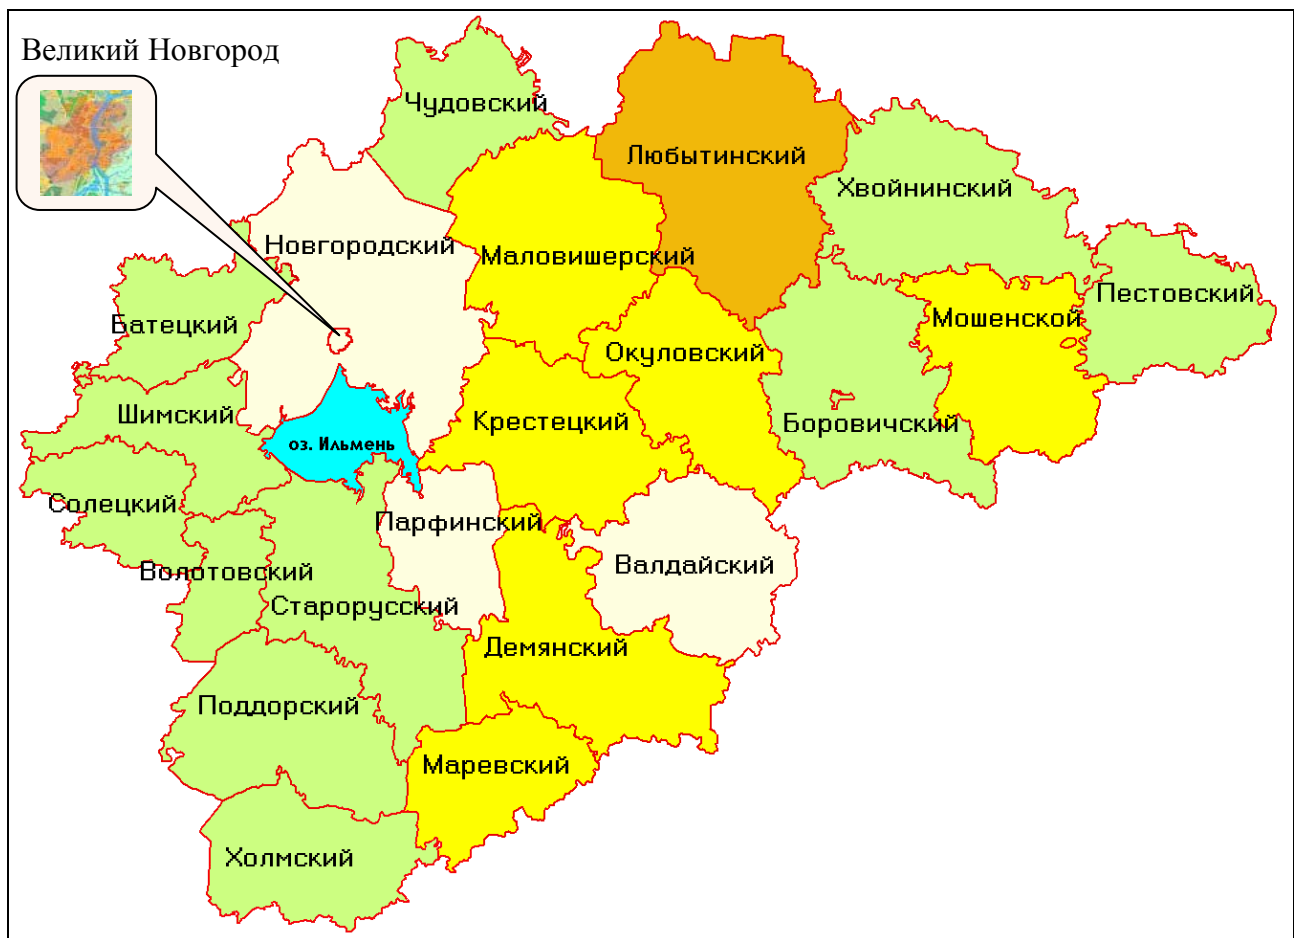 Великий Новгород
Чудовский
Любытинский
Хвойнинский
Новгородский
Маловишерский
Пестовский
Батецкий
Мошенской
Окуловский
Шимский
Крестецкий
Боровичский
оз. Ильмень
Солецкий
Парфинский
Волотовский
Валдайский
Старорусский
Демянский
Поддорский
Маревский
Холмский